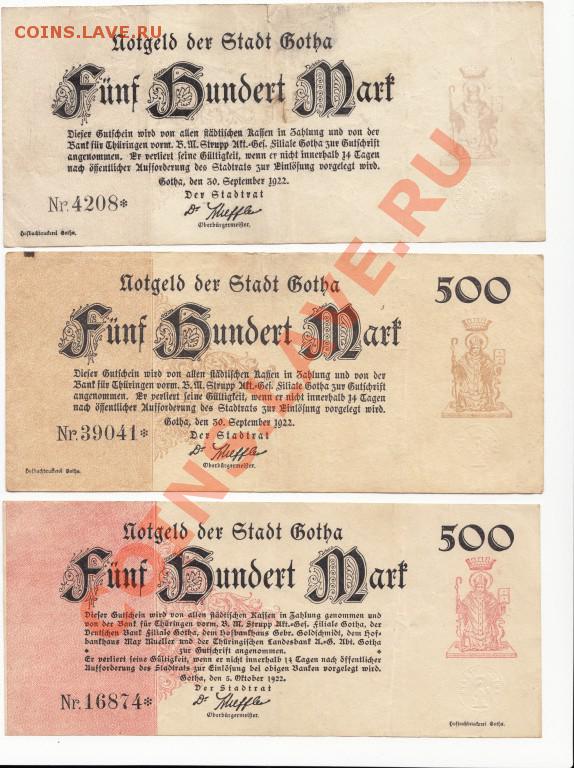 COINS.LAVE.RU
Notgeld der Stadt Gotha
Fünf Hundert Mark
Dieser Gutschein wird von allen städtischen Kassen in Zahlung und von der
Bank für Thüringen vorm. B. M. Strupp Akt.-Ges. Filiale Gotha zur Gutschrift
angenommen. Er verliert seine Gültigkeit, wenn er nicht innerhalb 14 Tagen
nach öffentlicher Aufforderung des Stadtrats zur Einlösung vorgelegt wird.
Gotha, den 30. September 1922.
Der Stadtrat
Nr. 4208*
Oberbürgermeister.
Hofbuchdruckerei Gotha.
Notgeld der Stadt Gotha
500
Fünf Hundert Mark
Dieser Gutschein wird von allen städtischen Kassen in Zahlung und von der
Bank für Thüringen vorm. B. M. Strupp Akt.-Ges. Filiale Gotha zur Gutschrift
angenommen. Er verliert seine Gültigkeit, wenn er nicht innerhalb 14 Tagen
nach öffentlicher Aufforderung des Stadtrats zur Einlösung vorgelegt wird.
Gotha, den 30. September 1922.
Der Stadtrat
Nr. 39041*
Oberbürgermeister.
Hofbuchdruckerei Gotha.
Notgeld der Stadt Gotha
500
Fünf Hundert Mark
Dieser Gutschein wird von allen städtischen Kassen in Zahlung genommen und
von der Bank für Thüringen vorm. B. M. Strupp Akt.-Ges. Filiale Gotha, der
Deutschen Bank Filiale Gotha, dem Hofbankhaus Gebr. Goldschmidt, dem Hof-
bankhaus Max Mueller und der Thüringischen Landesbank A.-G. Abt. Gotha
zur Gutschrift angenommen.
Er verliert seine Gültigkeit, wenn er nicht innerhalb 14 Tagen nach öffentlicher
Aufforderung des Stadtrats zur Einlösung bei obigen Banken vorgelegt wird.
Gotha, den 5. Oktober 1922.
Der Stadtrat
Nr. 16874*
Oberbürgermeister.
Hofbuchdruckerei Gotha.
COINS.LAVE.RU